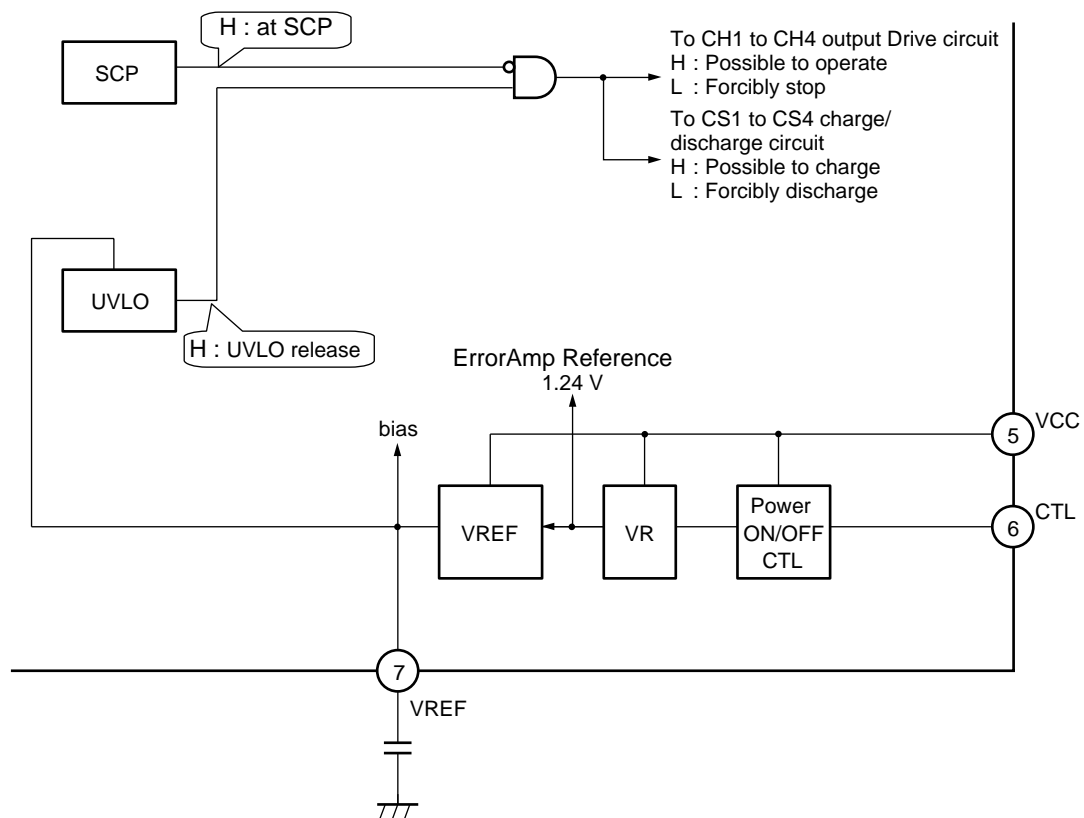 H : at SCP
SCP
To CH1 to CH4 output Drive circuit
H : Possible to operate
L : Forcibly stop
To CS1 to CS4 charge/
discharge circuit
H : Possible to charge
L : Forcibly discharge
UVLO
H : UVLO release
ErrorAmp Reference
1.24 V
bias
5
VCC
VREF
VR
Power
ON/OFF
CTL
6
CTL
7
VREF